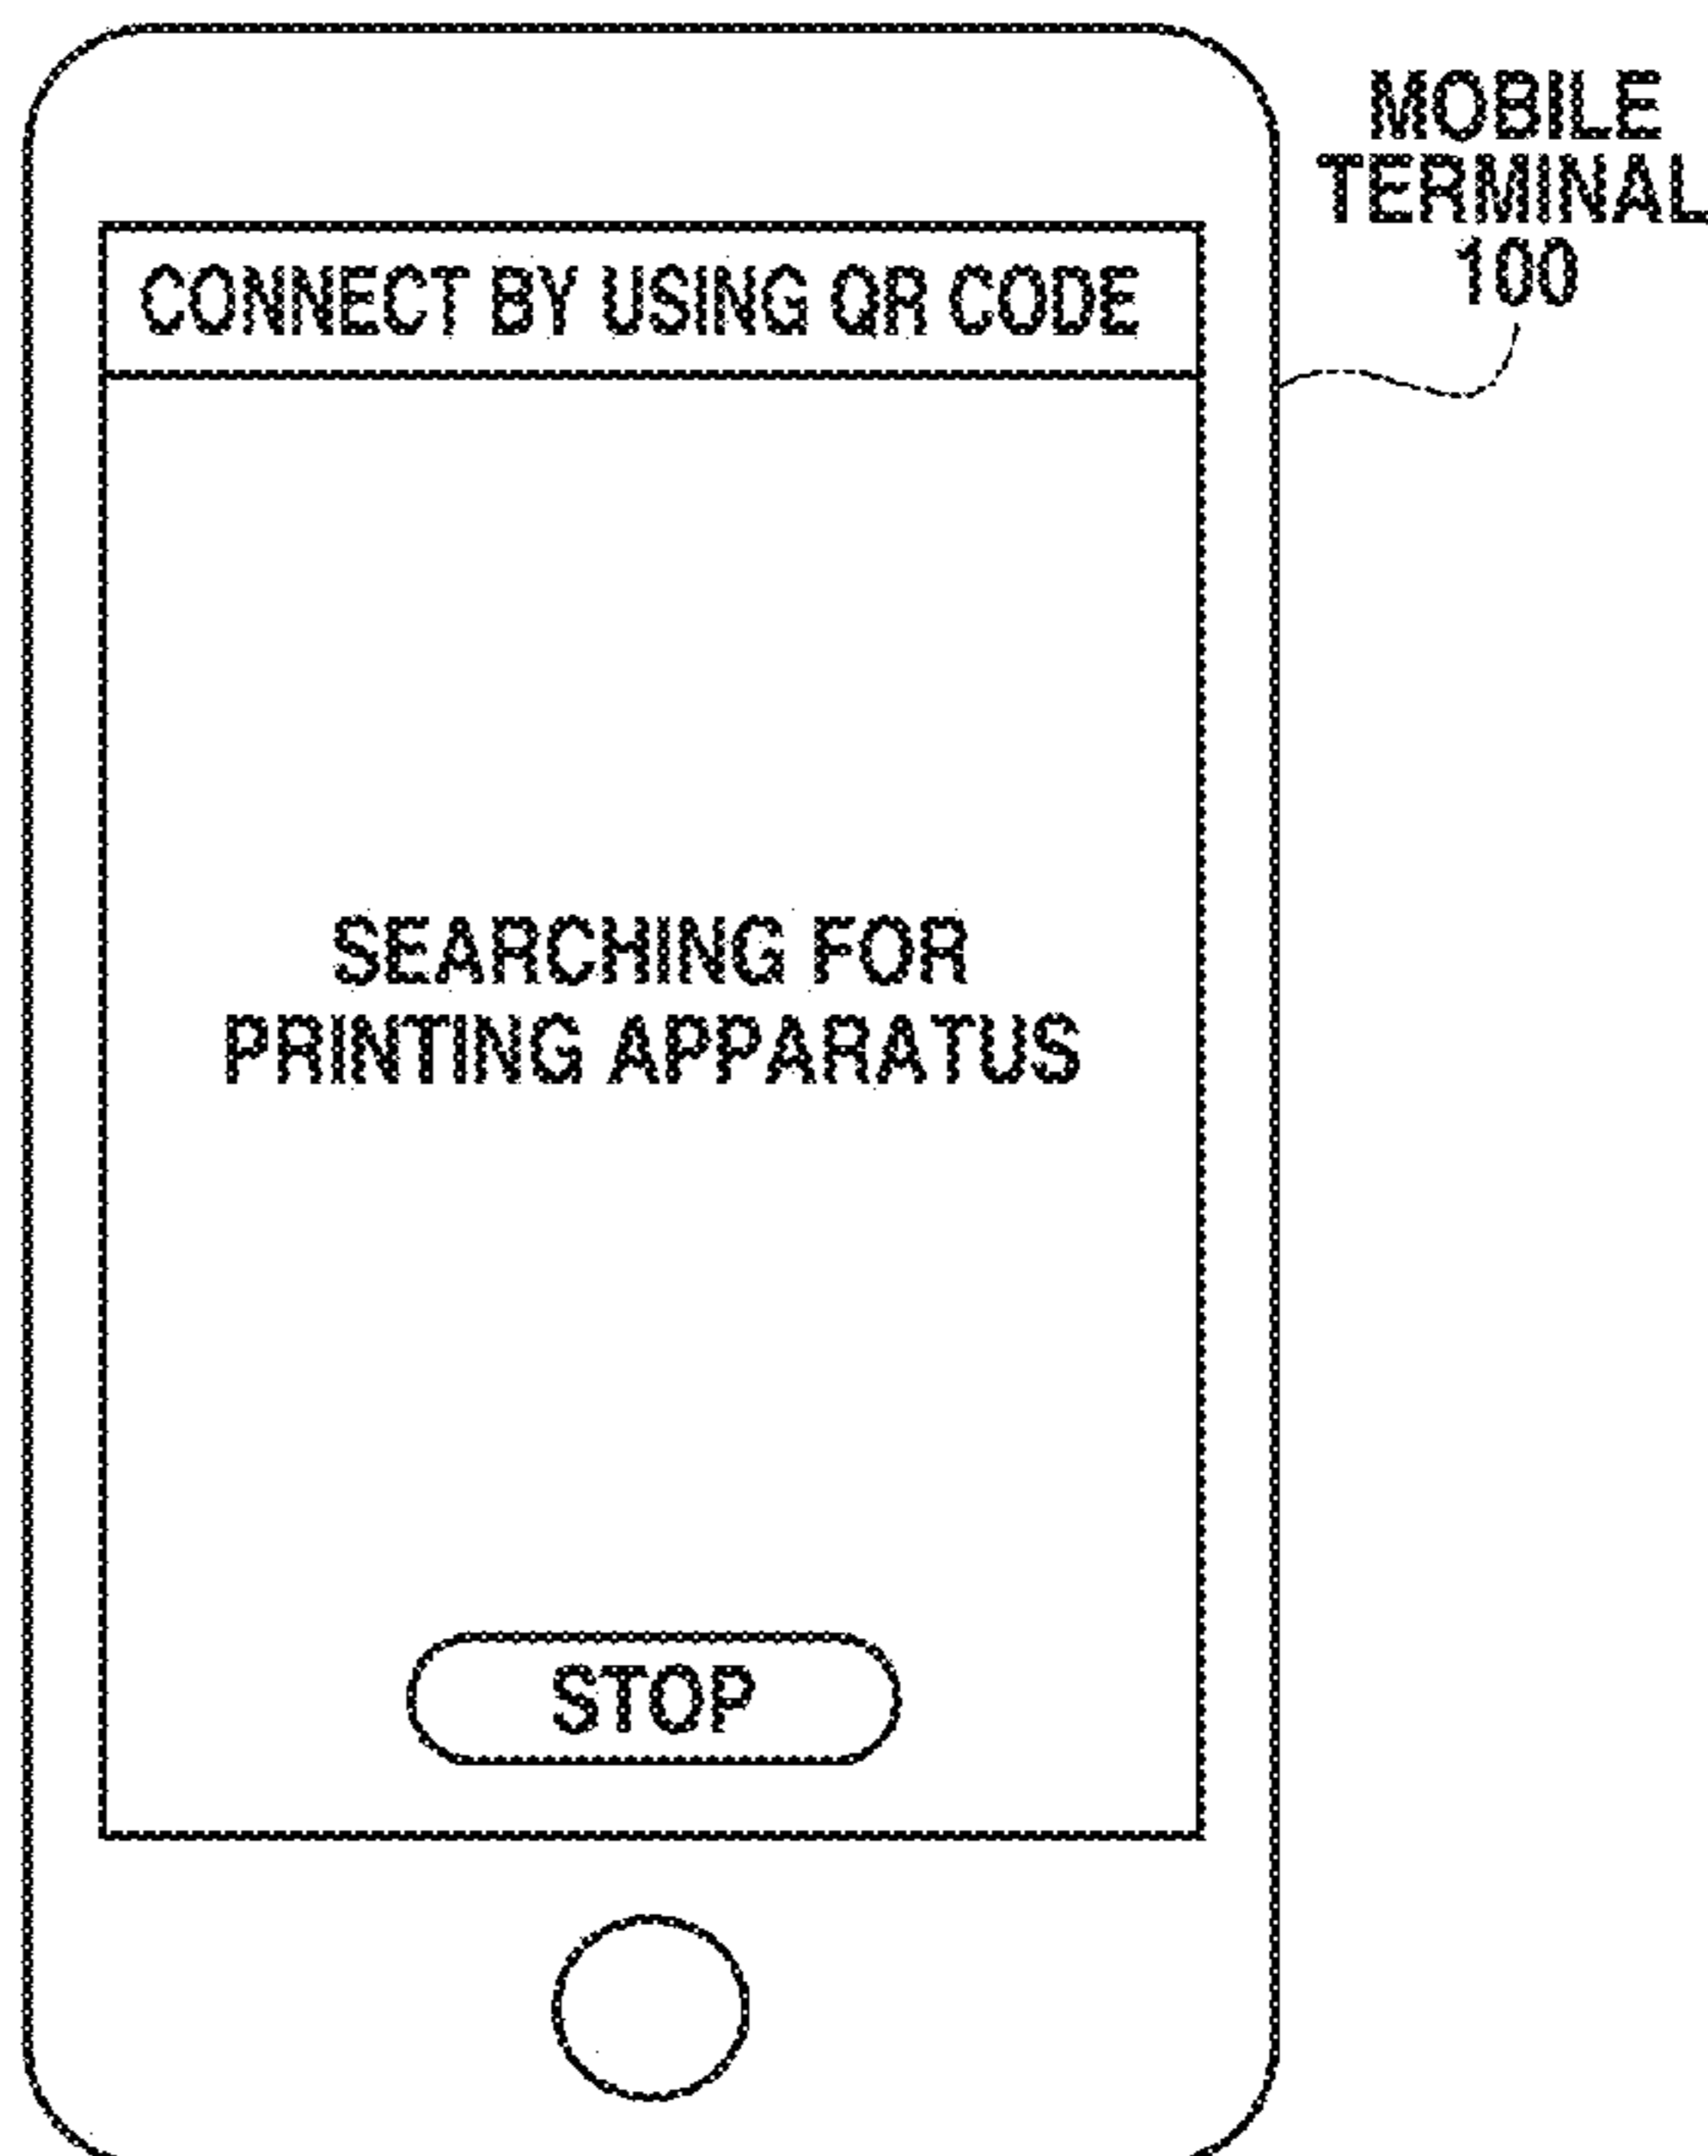 MOBILE
TERMINAL
100
CONNECT BY USING QR CODE
SEARCHING FOR
PRINTING APPARATUS
STOP